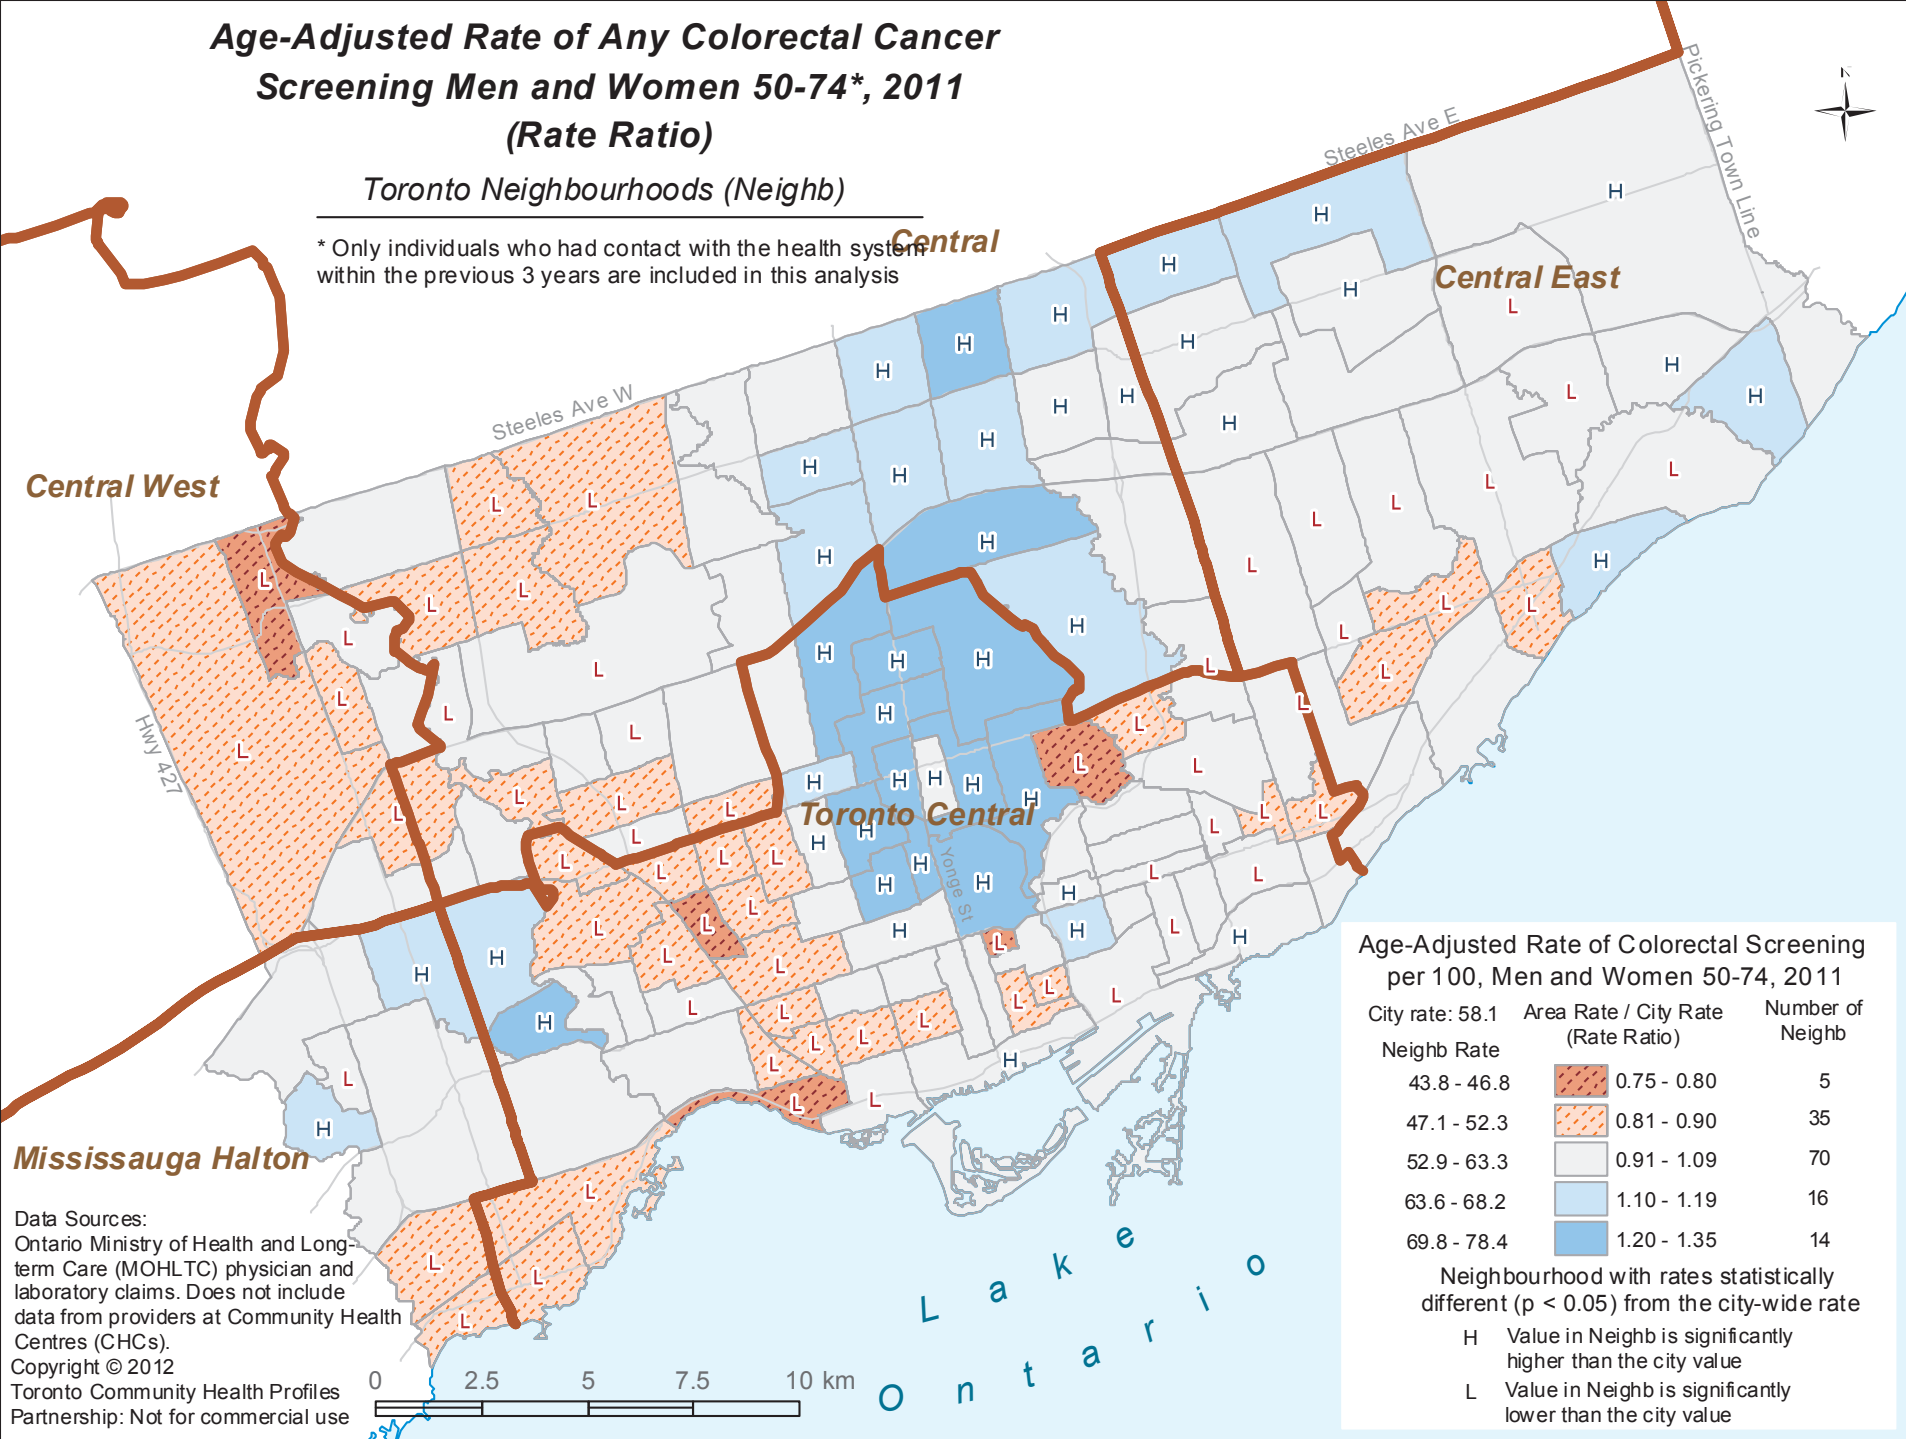 Age-Adjusted Rate of Any Colorectal Cancer
Screening Men and Women 50-74*, 2011
(Rate Ratio)
Toronto Neighbourhoods (Neighb)
* Only individuals who had contact with the health system
within the previous 3 years are included in this analysis
N
Central
Central East
Central West
Toronto Central
Mississauga Halton
Steeles Ave E
Pickering Town Line
Steeles Ave W
Hwy 427
Yonge St
Lake
Ontario
Age-Adjusted Rate of Colorectal Screening
per 100, Men and Women 50-74, 2011
City rate: 58.1 Area Rate / City Rate Number of
Neighb Rate (Rate Ratio) Neighb
43.8 - 46.8 0.75 - 0.80 5
47.1 - 52.3 0.81 - 0.90 35
52.9 - 63.3 0.91 - 1.09 70
63.6 - 68.2 1.10 - 1.19 16
69.8 - 78.4 1.20 - 1.35 14
Neighbourhood with rates statistically
different (p < 0.05) from the city-wide rate
H Value in Neighb is significantly
higher than the city value
L Value in Neighb is significantly
lower than the city value
Data Sources:
Ontario Ministry of Health and Long-
term Care (MOHLTC) physician and
laboratory claims. Does not include
data from providers at Community Health
Centres (CHCs).
Copyright © 2012
Toronto Community Health Profiles
Partnership: Not for commercial use
0 2.5 5 7.5 10 km